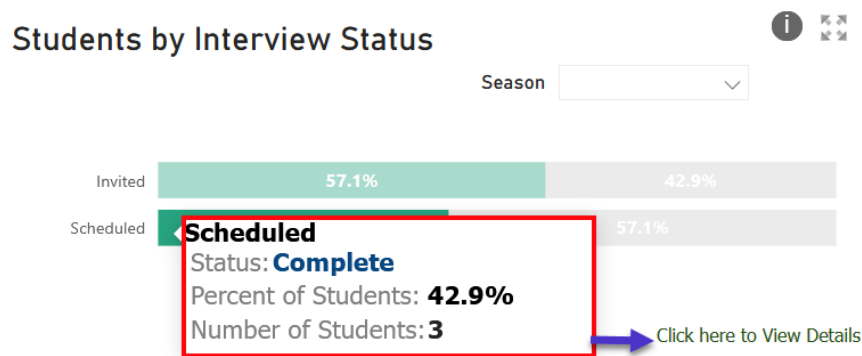 Students by Interview Status
i
Season
Invited 57.1% 42.9%
Scheduled 57.1%
Scheduled
Status: Complete
Percent of Students: 42.9%
Number of Students: 3
Click here to View Details